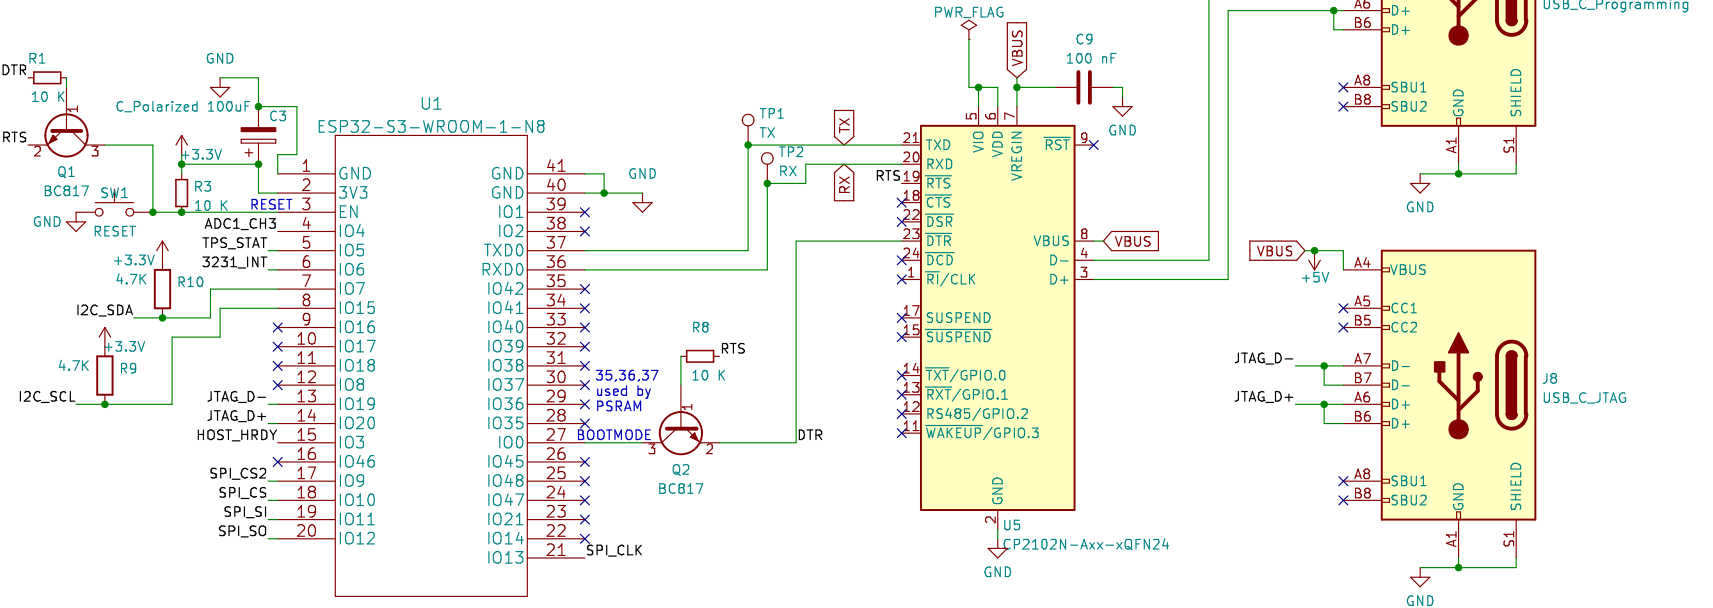 PWR_FLAG
VBUS
C9
100 nF
GND
A6
D+
B6
D+
A8
SBU1
B8
SBU2
GND
SHIELD
A1
S1
GND
USB_C_Programming
R1
DTR
10 K
1
RTS
2
3
Q1
BC817
GND
C_Polarized 100uF
C3
+
+3.3V
R3
10 K
SW1
GND
RESET
RESET
U1
ESP32-S3-WROOM-1-N8
1 GND
2 3V3
3 EN
ADC1_CH3 4 IO4
TPS_STAT 5 IO5
3231_INT 6 IO6
7 IO7
8 IO15
9 IO16
10 IO17
11 IO18
12 IO8
JTAG_D- 13 IO19
JTAG_D+ 14 IO20
HOST_HRDY 15 IO3
16 IO46
SPI_CS2 17 IO9
SPI_CS 18 IO10
SPI_SI 19 IO11
SPI_SO 20 IO12
+3.3V
4.7K
R10
I2C_SDA
+3.3V
4.7K
R9
I2C_SCL
GND 41
GND 40
IO1 39
IO2 38
TXD0 37
RXD0 36
IO42 35
IO41 34
IO40 33
IO39 32
IO38 31
IO37 30
IO36 29
IO35 28
IO0 27
IO45 26
IO48 25
IO47 24
IO21 23
IO14 22
IO13 21
SPI_CLK
GND
35,36,37
used by
PSRAM
BOOTMODE
R8
RTS
10 K
1
3
2
Q2
BC817
DTR
TP1
TX
TP2
RX
TX
RX
5
6
7
VIO
VDD
VREGIN
21 TXD
20 RXD
RTS 19 RTS
18 CTS
22 DSR
23 DTR
24 DCD
1 RI/CLK
17 SUSPEND
15 SUSPEND
14 TXT/GPIO.0
13 RXT/GPIO.1
12 RS485/GPIO.2
11 WAKEUP/GPIO.3
RST 9
VBUS 8
VBUS
D- 4
D+ 3
GND
2
U5
CP2102N-Axx-xQFN24
GND
VBUS
+5V
A4 VBUS
A5 CC1
B5 CC2
JTAG_D-
A7 D-
B7 D-
JTAG_D+
A6 D+
B6 D+
A8 SBU1
B8 SBU2
GND
SHIELD
A1
S1
GND
J8
USB_C_JTAG